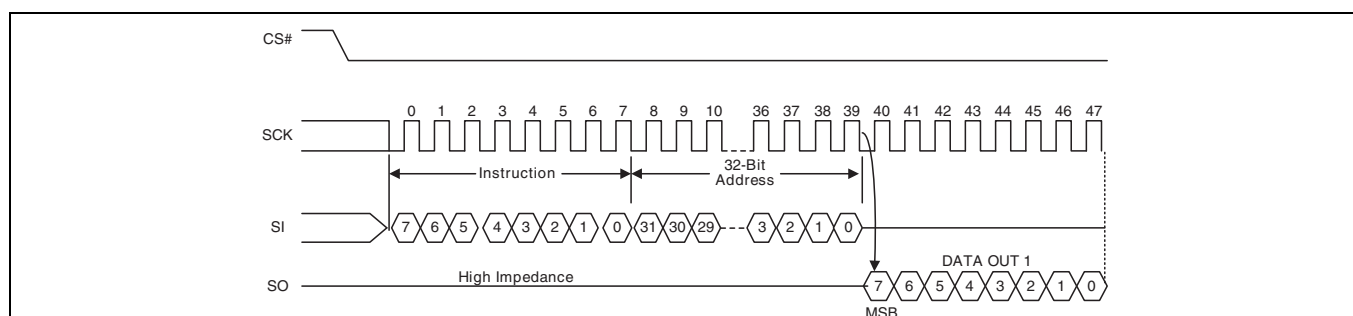 CS#
0 1 2 3 4 5 6 7 8 9 10 36 37 38 39 40 41 42 43 44 45 46 47
SCK
Instruction
32-Bit
Address
SI
7 6 5 4 3 2 1 0 31 30 29 3 2 1 0
DATA OUT 1
High Impedance
SO
7 6 5 4 3 2 1 0
MSB